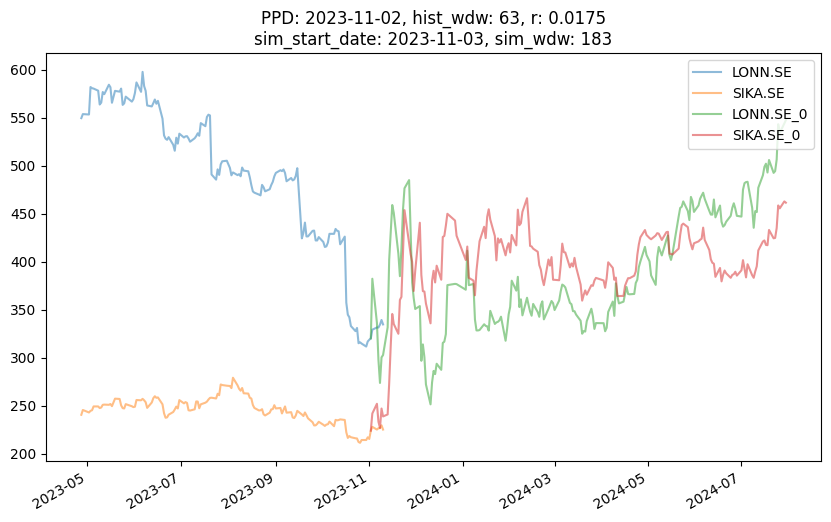 PPD: 2023-11-02, hist_wdw: 63, r: 0.0175
sim_start_date: 2023-11-03, sim_wdw: 183
LONN.SE
SIKA.SE
LONN.SE_0
SIKA.SE_0
600
550
500
450
400
350
300
250
200
2023-05
2023-07
2023-09
2023-11
2024-01
2024-03
2024-05
2024-07